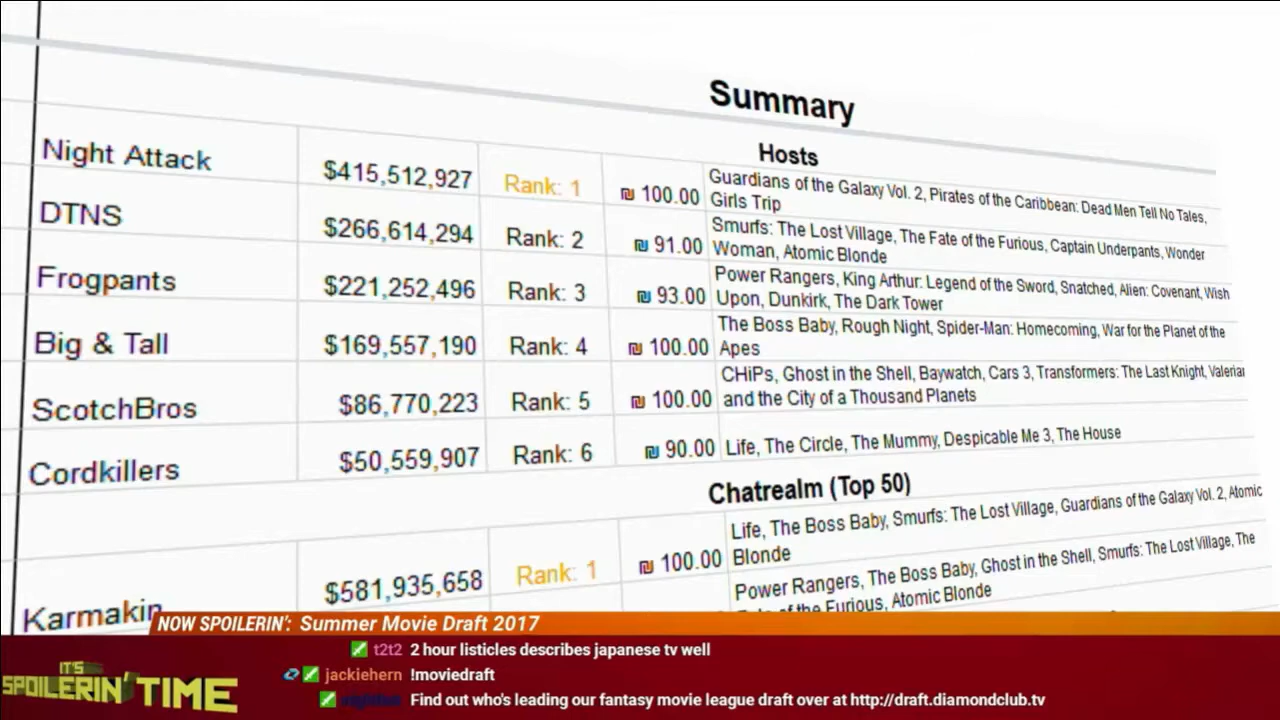 Summary
Hosts
Night Attack $415,512,927 Rank: 1 ₪ 100.00 Guardians of the Galaxy Vol. 2, Pirates of the Caribbean: Dead Men Tell No Tales,
Girls Trip
DTNS $266,614,294 Rank: 2 ₪ 91.00 Smurfs: The Lost Village, The Fate of the Furious, Captain Underpants, Wonder
Woman, Atomic Blonde
Frogpants $221,252,496 Rank: 3 ₪ 93.00 Power Rangers, King Arthur: Legend of the Sword, Snatched, Alien: Covenant, Wish
Upon, Dunkirk, The Dark Tower
Big & Tall $169,557,190 Rank: 4 ₪ 100.00 The Boss Baby, Rough Night, Spider-Man: Homecoming, War for the Planet of the
Apes
ScotchBros $86,770,223 Rank: 5 ₪ 100.00 CHiPs, Ghost in the Shell, Baywatch, Cars 3, Transformers: The Last Knight, Valerian
and the City of a Thousand Planets
Cordkillers $50,559,907 Rank: 6 ₪ 90.00 Life, The Circle, The Mummy, Despicable Me 3, The House
Chatrealm (Top 50)
Karmakin $581,935,658 Rank: 1 ₪ 100.00 Life, The Boss Baby, Smurfs: The Lost Village, Guardians of the Galaxy Vol. 2, Atomic
Blonde
Power Rangers, The Boss Baby, Ghost in the Shell, Smurfs: The Lost Village, The
Fate of the Furious, Atomic Blonde
NOW SPOILERIN': Summer Movie Draft 2017
IT'S
SPOILERIN' TIME
t2t2 2 hour listicles describes japanese tv well
jackiehern !moviedraft
Find out who's leading our fantasy movie league draft over at http://draft.diamondclub.tv